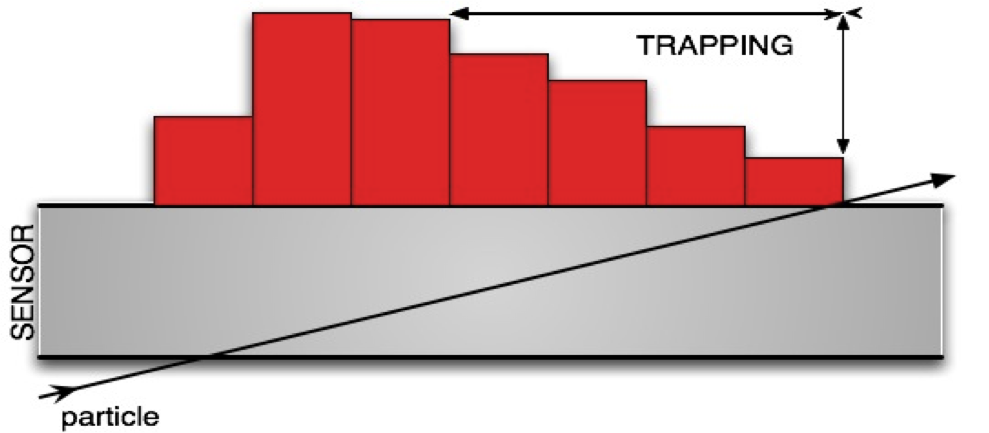 TRAPPING
SENSOR
particle